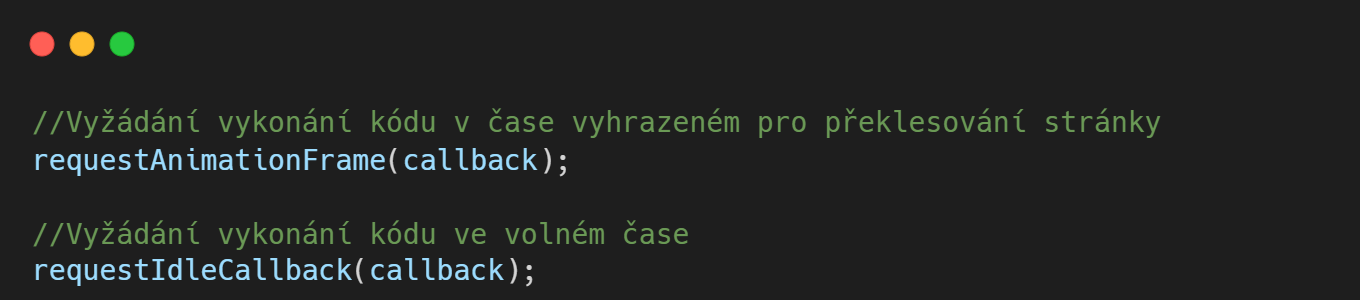 //Vyžádání vykonání kódu v čase vyhrazeném pro překlesování stránky
requestAnimationFrame(callback);
//Vyžádání vykonání kódu ve volném čase
requestIdleCallback(callback);